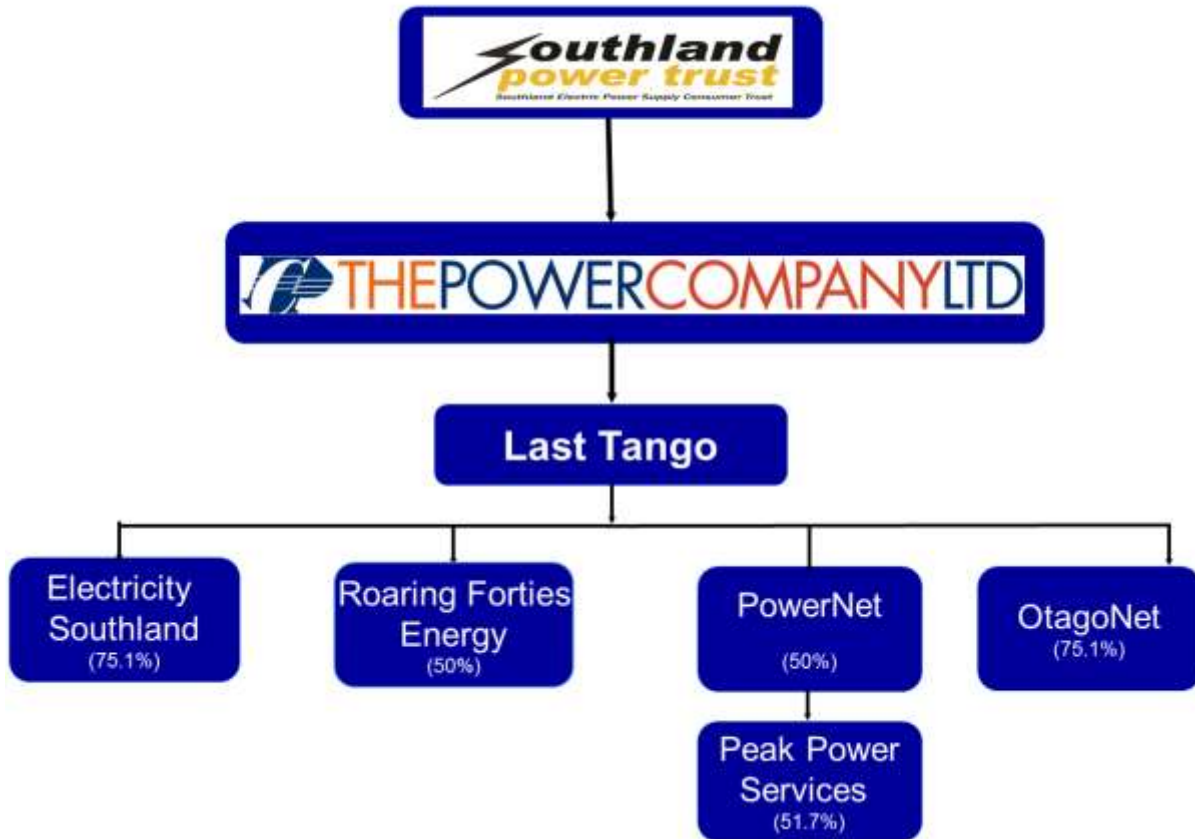 Southland
power trust
Southland Electric Power Supply Consumer Trust
THEPOWERCOMPANYLTD
Last Tango
Electricity
Southland
(75.1%)
Roaring Forties
Energy
(50%)
PowerNet
(50%)
OtagoNet
(75.1%)
Peak Power
Services
(51.7%)